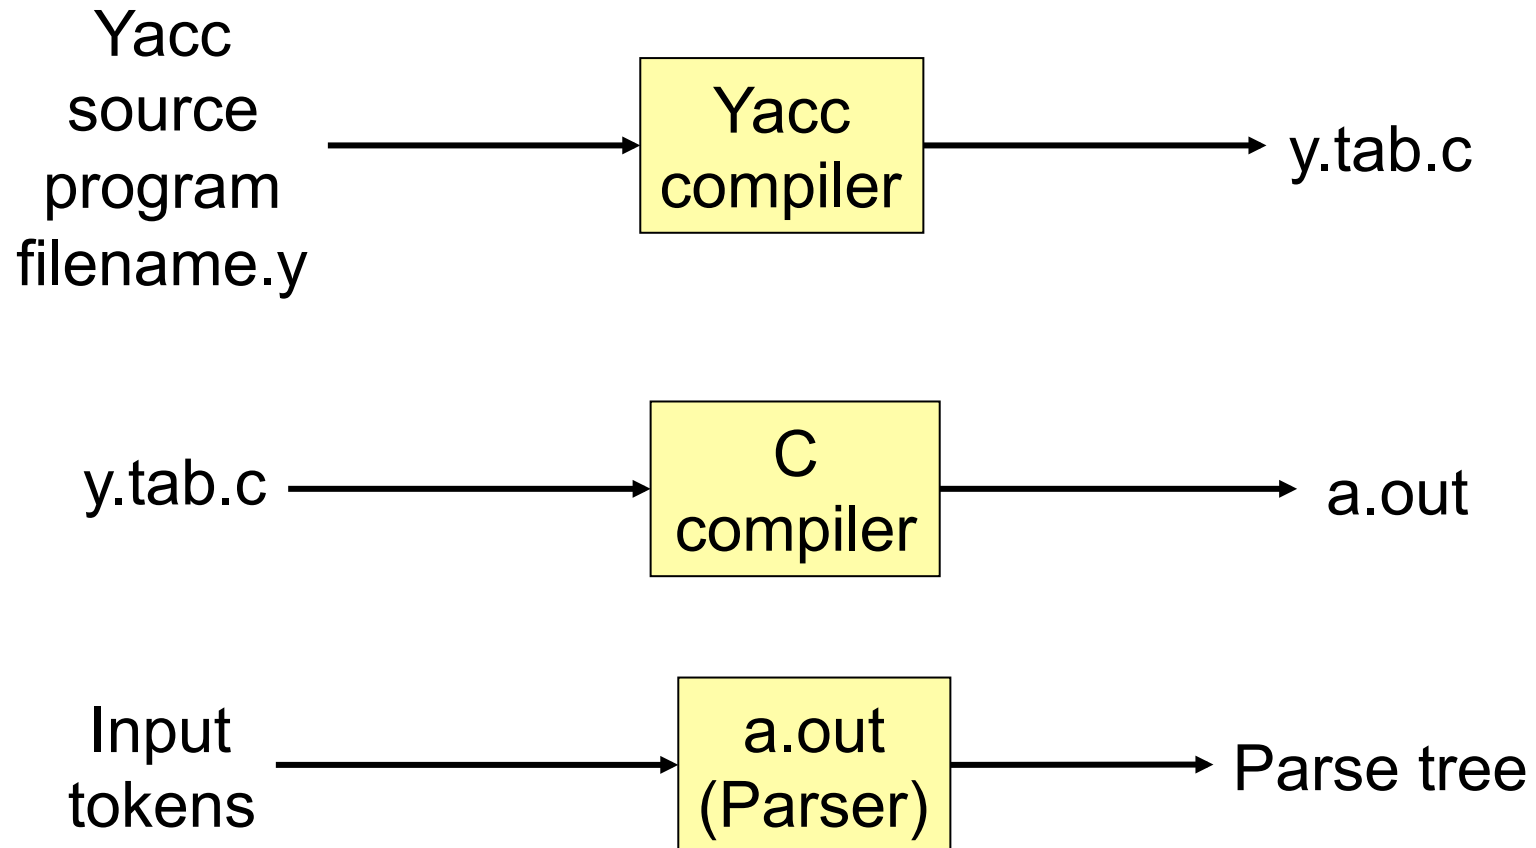 Yacc
source
program
filename.y
Yacc
compiler
y.tab.c
y.tab.c
C
compiler
a.out
Input
tokens
a.out
(Parser)
Parse tree